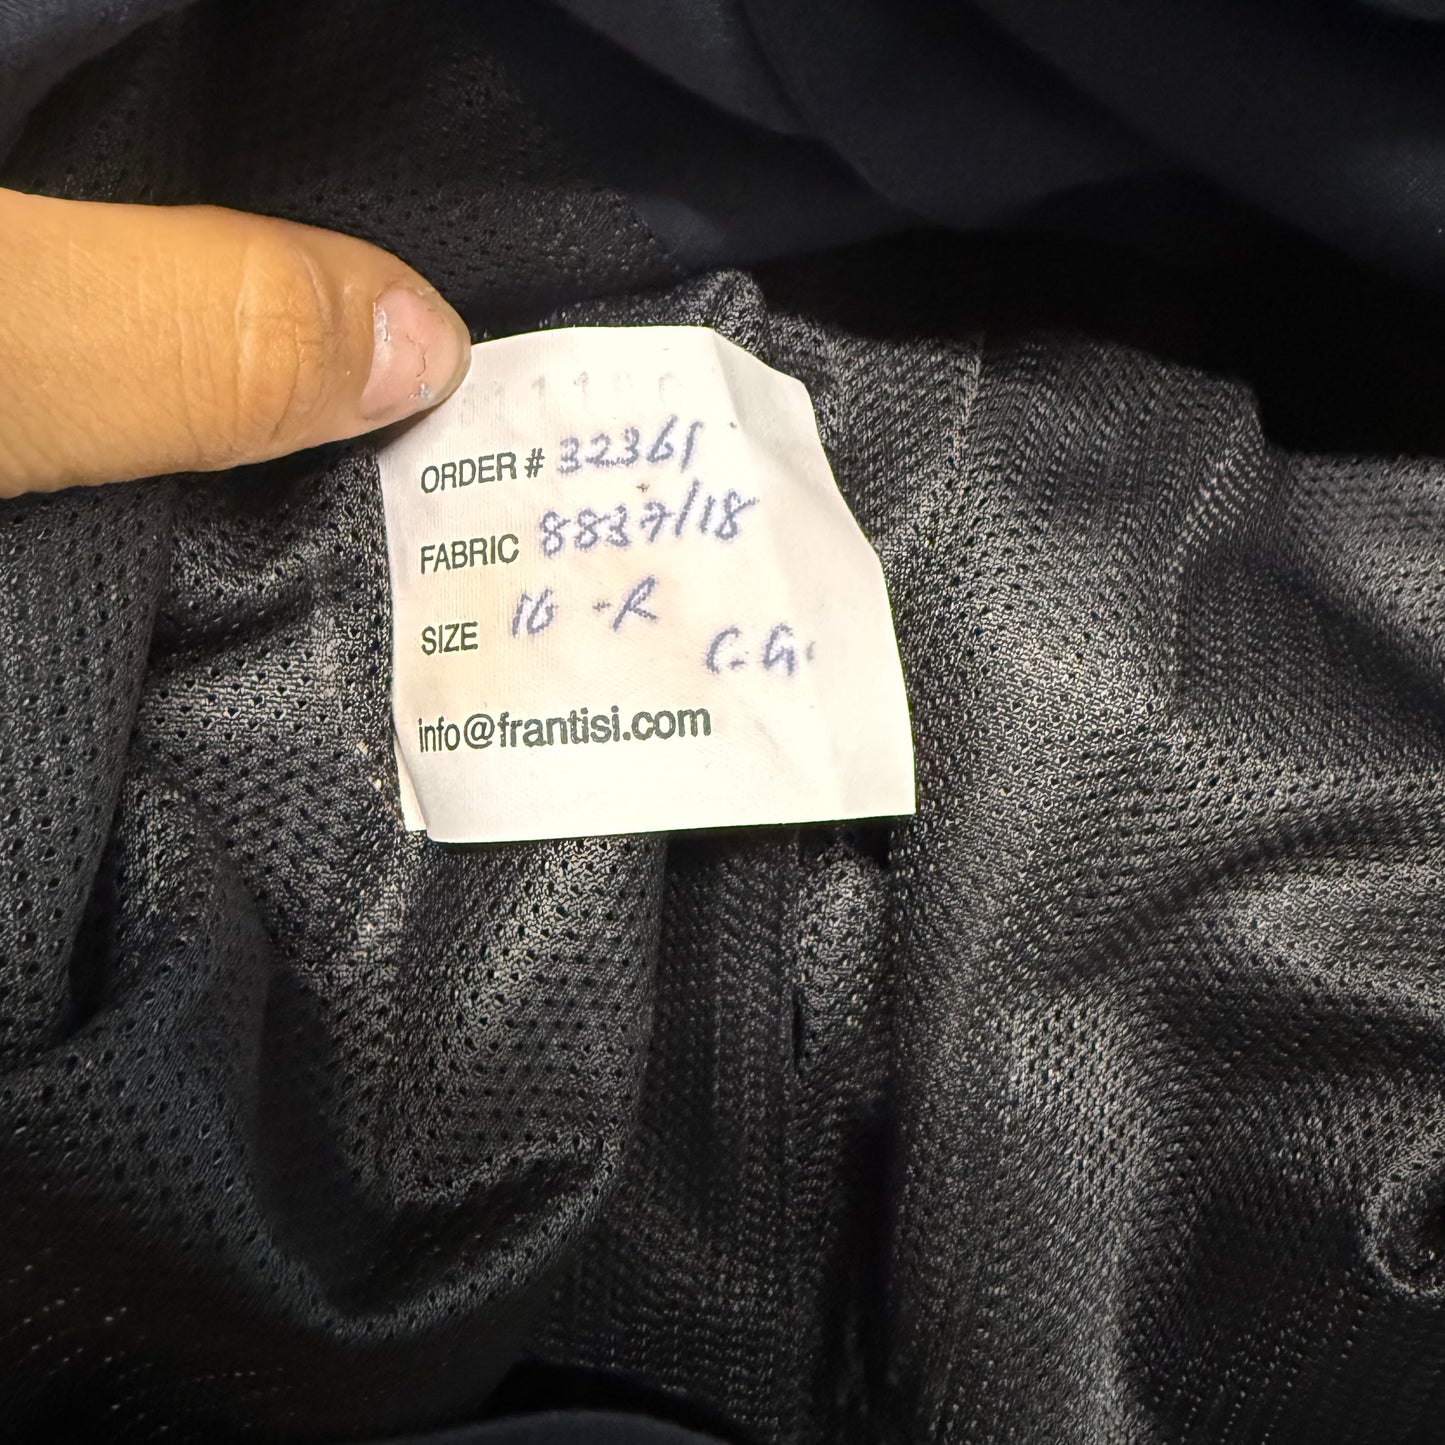 ORDER # 32361
FABRIC 8837/18
SIZE 16 -R
C.G.
info@frantisi.com